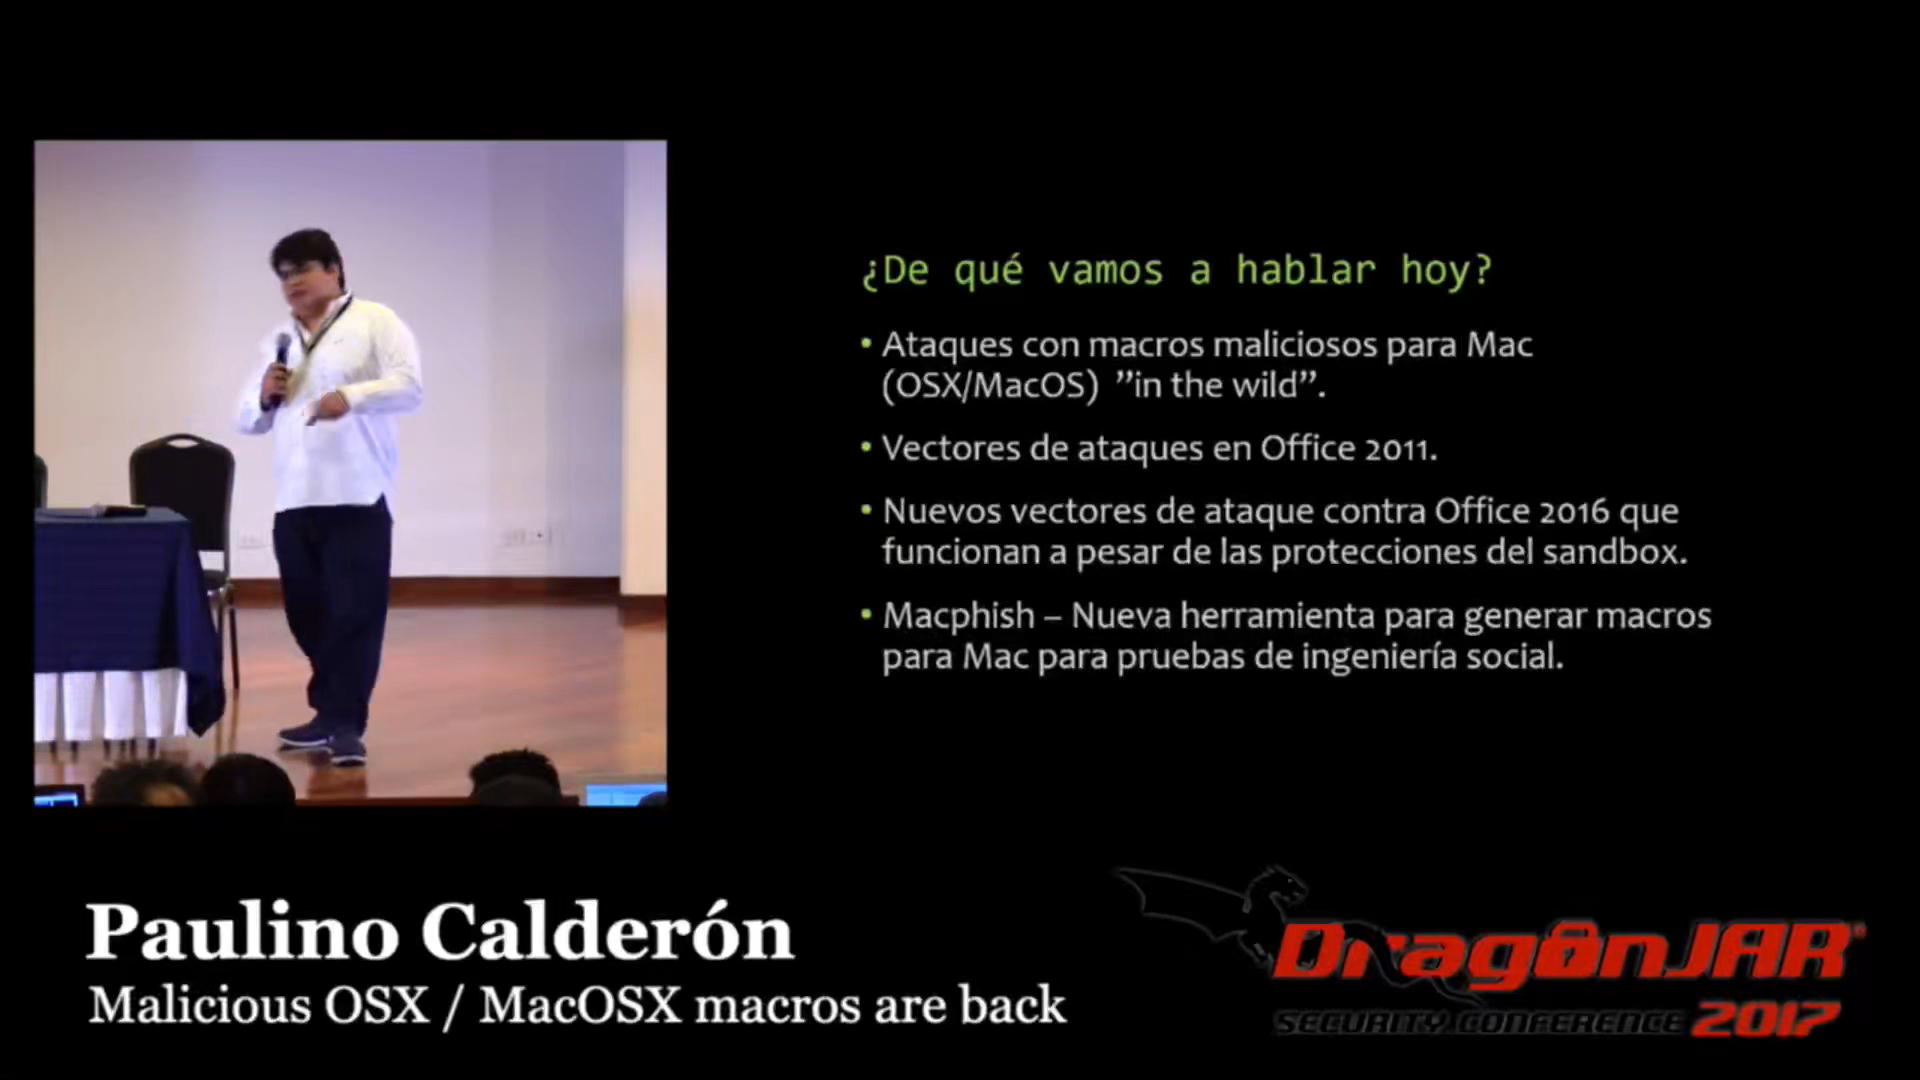 ¿De qué vamos a hablar hoy?
• Ataques con macros maliciosos para Mac
(OSX/MacOS) ”in the wild”.
• Vectores de ataques en Office 2011.
• Nuevos vectores de ataque contra Office 2016 que
funcionan a pesar de las protecciones del sandbox.
• Macphish – Nueva herramienta para generar macros
para Mac para pruebas de ingeniería social.
Paulino Calderón
Malicious OSX / MacOSX macros are back
DragonJAR
SECURITY CONFERENCE 2017